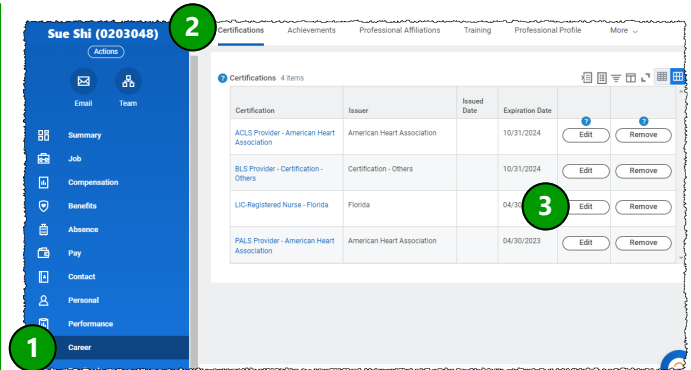 Sue Shi (0203048)
Actions
Email Team
Summary
Job
Compensation
Benefits
Absence
Pay
Contact
Personal
Performance
Career
1
2
Certifications Achievements Professional Affiliations Training Professional Profile More
? Certifications 4 items
Certification Issuer Issued Date Expiration Date
? ?
ACLS Provider - American Heart American Heart Association 10/31/2024 Edit Remove
Association
BLS Provider - Certification - Certification - Others 10/31/2024 Edit Remove
Others
LIC-Registered Nurse - Florida Florida 04/30 3 Edit Remove
PALS Provider - American Heart American Heart Association 04/30/2023 Edit Remove
Association